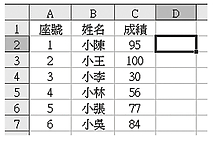 A B C D
1 座號 姓名 成績
2 1 小陳 95
3 2 小王 100
4 3 小李 30
5 4 小林 56
6 5 小張 77
7 6 小吳 84